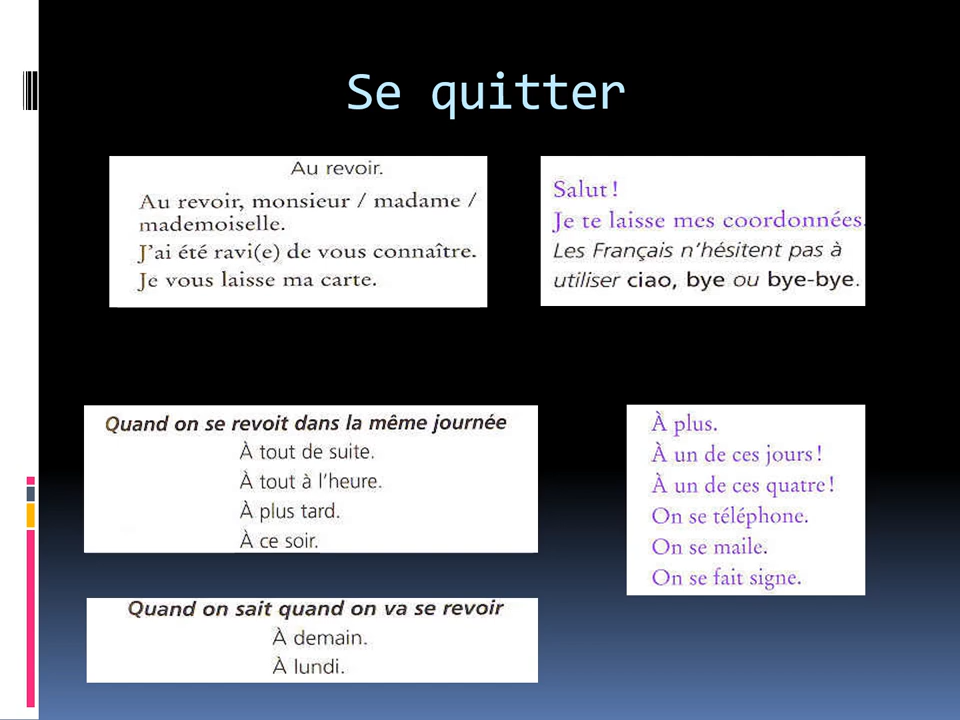 Se quitter
Au revoir.
Au revoir, monsieur / madame /
mademoiselle.
J'ai été ravi(e) de vous connaître.
Je vous laisse ma carte.
Salut !
Je te laisse mes coordonnées.
Les Français n'hésitent pas à
utiliser ciao, bye ou bye-bye.
Quand on se revoit dans la même journée
À tout de suite.
À tout à l'heure.
À plus tard.
À ce soir.
À plus.
À un de ces jours !
À un de ces quatre !
On se téléphone.
On se maile.
On se fait signe.
Quand on sait quand on va se revoir
À demain.
À lundi.